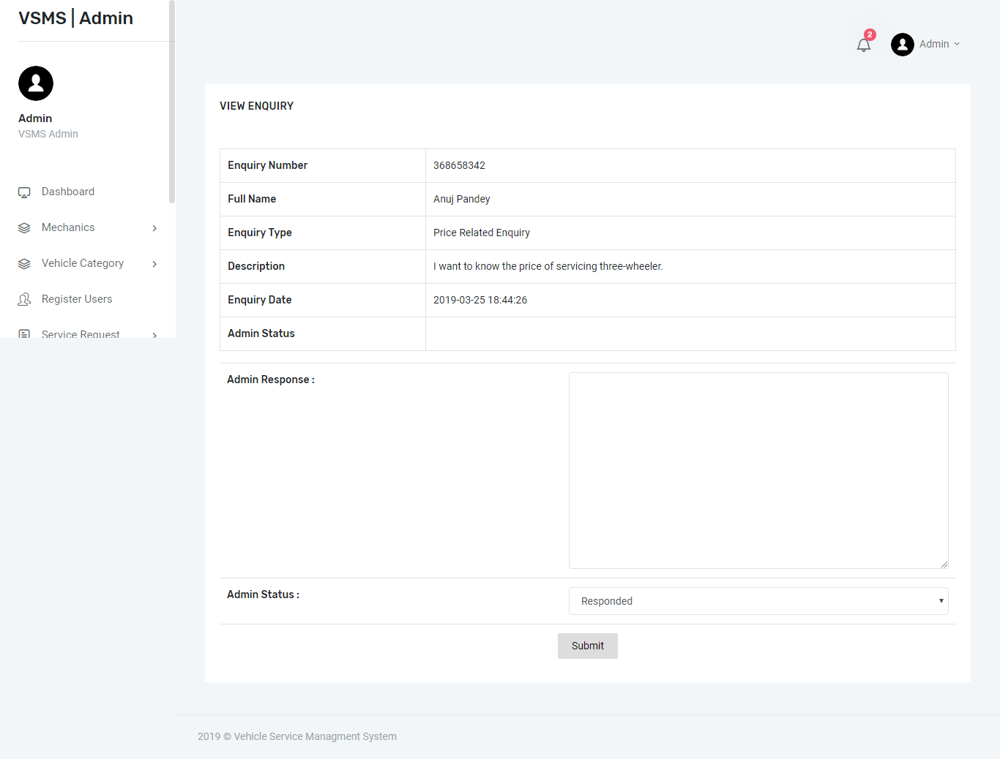 VSMS | Admin
2
Admin
Admin
VSMS Admin
Dashboard
Mechanics
Vehicle Category
Register Users
Service Request
VIEW ENQUIRY
Enquiry Number 368658342
Full Name Anuj Pandey
Enquiry Type Price Related Enquiry
Description I want to know the price of servicing three-wheeler.
Enquiry Date 2019-03-25 18:44:26
Admin Status
Admin Response :
Admin Status : Responded
Submit
2019 © Vehicle Service Managment System